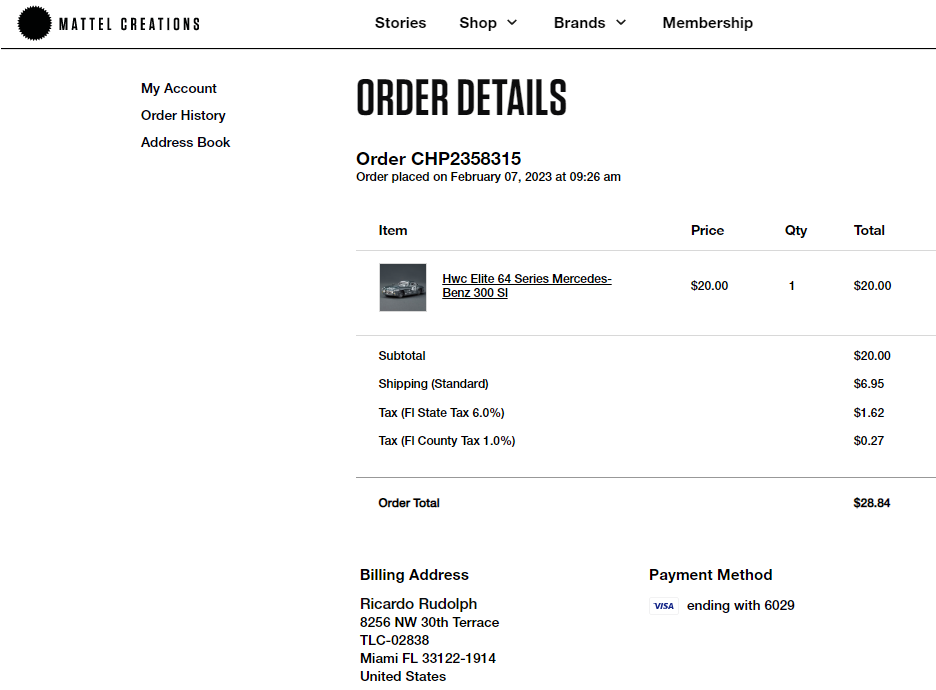 MATTEL CREATIONS
Stories Shop Brands Membership
My Account
Order History
Address Book
ORDER DETAILS
Order CHP2358315
Order placed on February 07, 2023 at 09:26 am
Item Price Qty Total
Hwc Elite 64 Series Mercedes-
Benz 300 Sl
$20.00 1 $20.00
Subtotal $20.00
Shipping (Standard) $6.95
Tax (Fl State Tax 6.0%) $1.62
Tax (Fl County Tax 1.0%) $0.27
Order Total $28.84
Billing Address
Ricardo Rudolph
8256 NW 30th Terrace
TLC-02838
Miami FL 33122-1914
United States
Payment Method
VISA ending with 6029